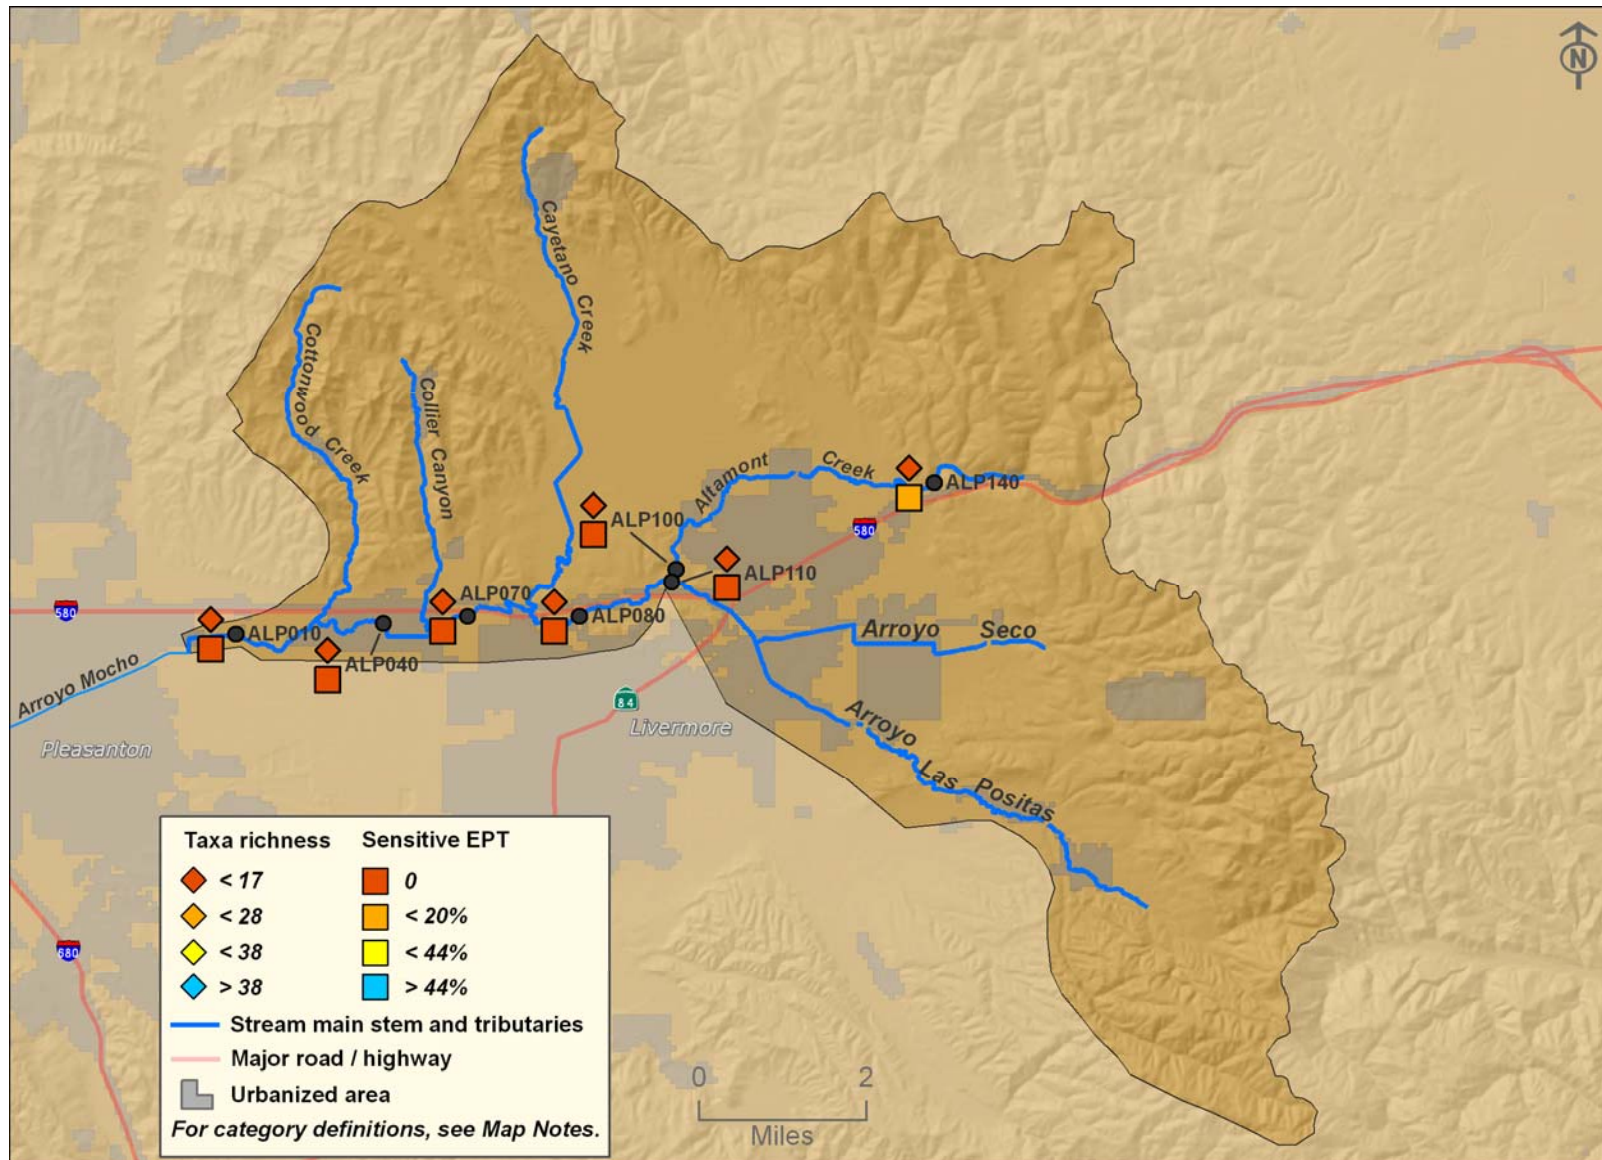 N
Cayetano Creek
Cottonwood Creek
Collier Canyon
Altamont Creek
ALP140
580
ALP100
ALP110
580
ALP070
ALP080
ALP010
ALP040
Arroyo Seco
Arroyo Mocho
84
Livermore
Pleasanton
Arroyo Las Positas
680
Taxa richness Sensitive EPT
< 17 0
< 28 < 20%
< 38 < 44%
> 38 > 44%
Stream main stem and tributaries
Major road / highway
Urbanized area
For category definitions, see Map Notes.
0 2
Miles